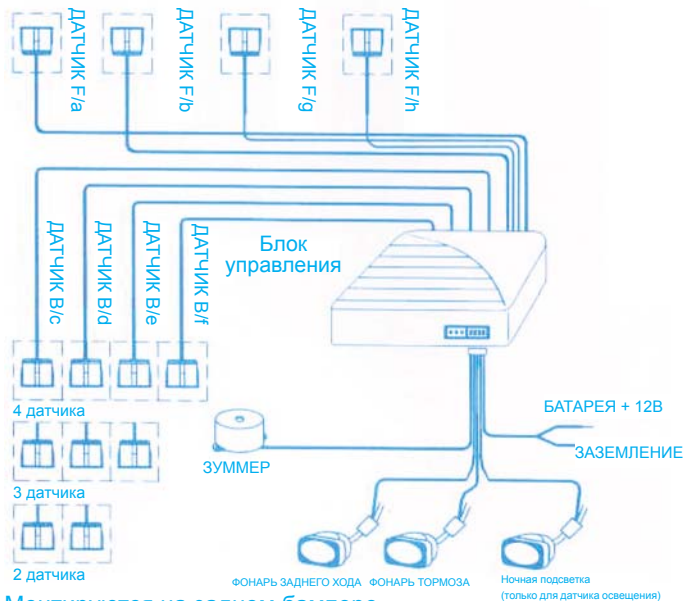 ДАТЧИК F/a
ДАТЧИК F/b
ДАТЧИК F/g
ДАТЧИК F/h
ДАТЧИК B/c
ДАТЧИК B/d
ДАТЧИК B/e
ДАТЧИК B/f
Блок
управления
4 датчика
3 датчика
2 датчика
ЗУММЕР
БАТАРЕЯ + 12В
ЗАЗЕМЛЕНИЕ
ФОНАРЬ ЗАДНЕГО ХОДА
ФОНАРЬ ТОРМОЗА
Ночная подсветка
(только для датчика освещения)